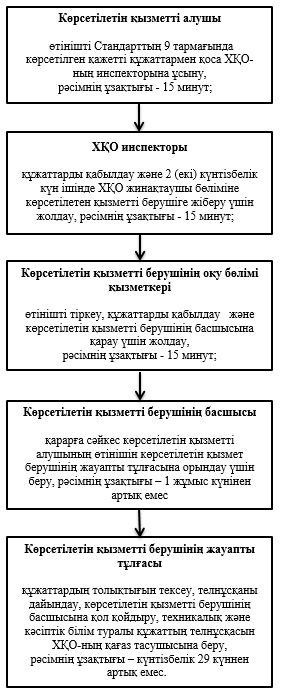 Көрсетілетін қызметті алушы
өтінішті Стандарттың 9 тармағында
көрсетілген қажетті құжаттармен қоса ХҚО-
ның инспекторына ұсыну,
рәсімнің ұзақтығы - 15 минут;
ХҚО инспекторы
құжаттарды қабылдау және 2 (екі) күнтізбелік
күн ішінде ХҚО жинақтаушы бөліміне
көрсетілетен қызметті берушіге жіберу үшін
жолдау, рәсімнің ұзақтығы - 15 минут;
Көрсетілетін қызметті берушінің оқу бөлімі
қызметкері
өтінішті тіркеу, құжаттарды қабылдау және
көрсетілетін қызметті берушінің басшысына
қарау үшін жолдау,
рәсімнің ұзақтығы - 15 минут;
Көрсетілетін қызметті берушінің басшысы
қарарға сәйкес көрсетілетін қызметті
алушының өтінішін көрсетілетін қызмет
берушінің жауапты тұлғасына орындау үшін
беру, рәсімнің ұзақтығы – 1 жұмыс күнінен
артық емес
Көрсетілетін қызметті берушінің жауапты
тұлғасы
құжаттардың толықтығын тексеу, телнұсқаны
дайындау, көрсетілетін қызметті берушінің
басшысына қол қойдыру, техникалық және
кәсіптік білім туралы құжаттың телнұсқасын
ХҚО-ның қағаз тасушысына беру,
рәсімнің ұзақтығы – күнтізбелік 29 күннен
артық емес.